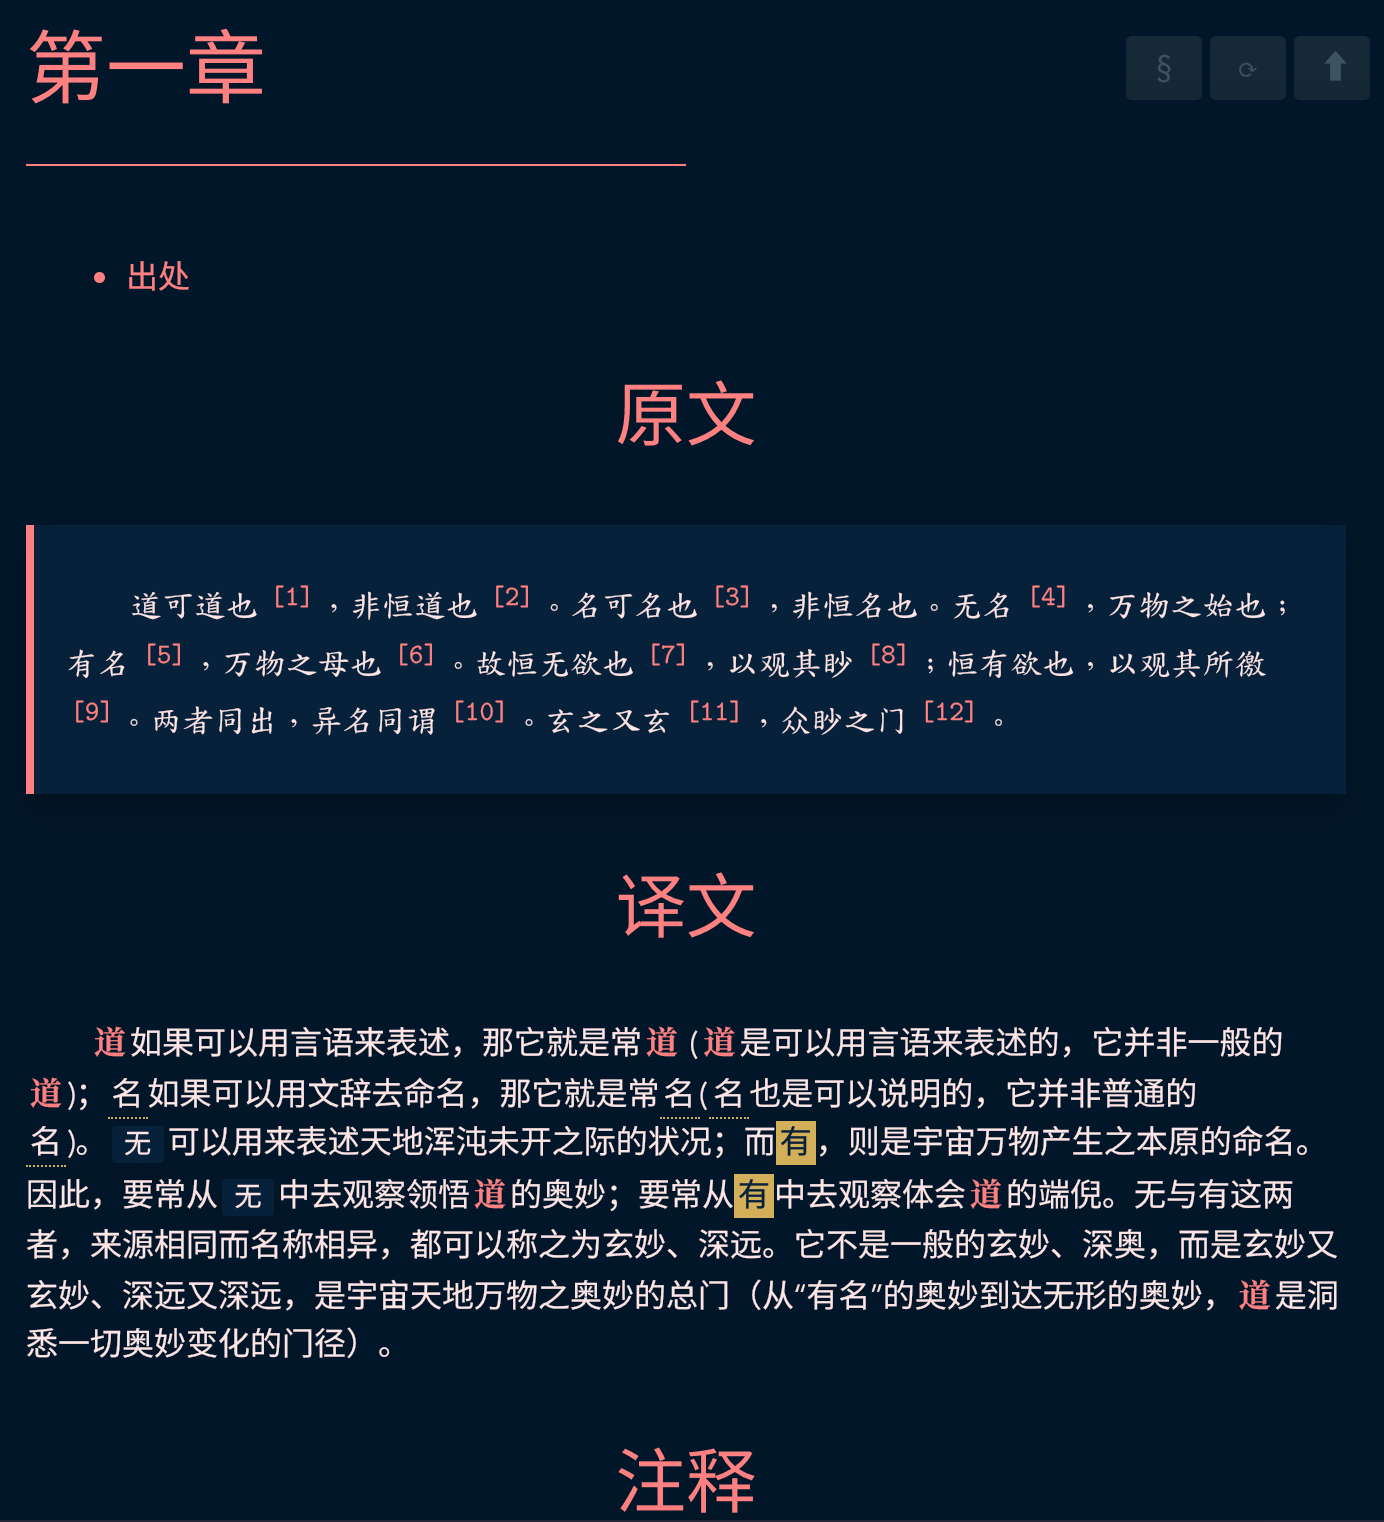 第一章
§ ⟳ ⬆
• 出处
原文
道可道也 [1] ，非恒道也 [2] 。名可名也 [3] ，非恒名也。无名 [4] ，万物之始也；
有名 [5] ，万物之母也 [6] 。故恒无欲也 [7] ，以观其眇 [8] ；恒有欲也，以观其所徼
[9] 。两者同出，异名同谓 [10] 。玄之又玄 [11] ，众眇之门 [12] 。
译文
道如果可以用言语来表述，那它就是常道 (道是可以用言语来表述的，它并非一般的
道)；名如果可以用文辞去命名，那它就是常名(名也是可以说明的，它并非普通的
名)。 无 可以用来表述天地浑沌未开之际的状况；而有，则是宇宙万物产生之本原的命名。
因此，要常从 无 中去观察领悟道的奥妙；要常从有中去观察体会道的端倪。无与有这两
者，来源相同而名称相异，都可以称之为玄妙、深远。它不是一般的玄妙、深奥，而是玄妙又
玄妙、深远又深远，是宇宙天地万物之奥妙的总门（从“有名”的奥妙到达无形的奥妙，道是洞
悉一切奥妙变化的门径）。
注释